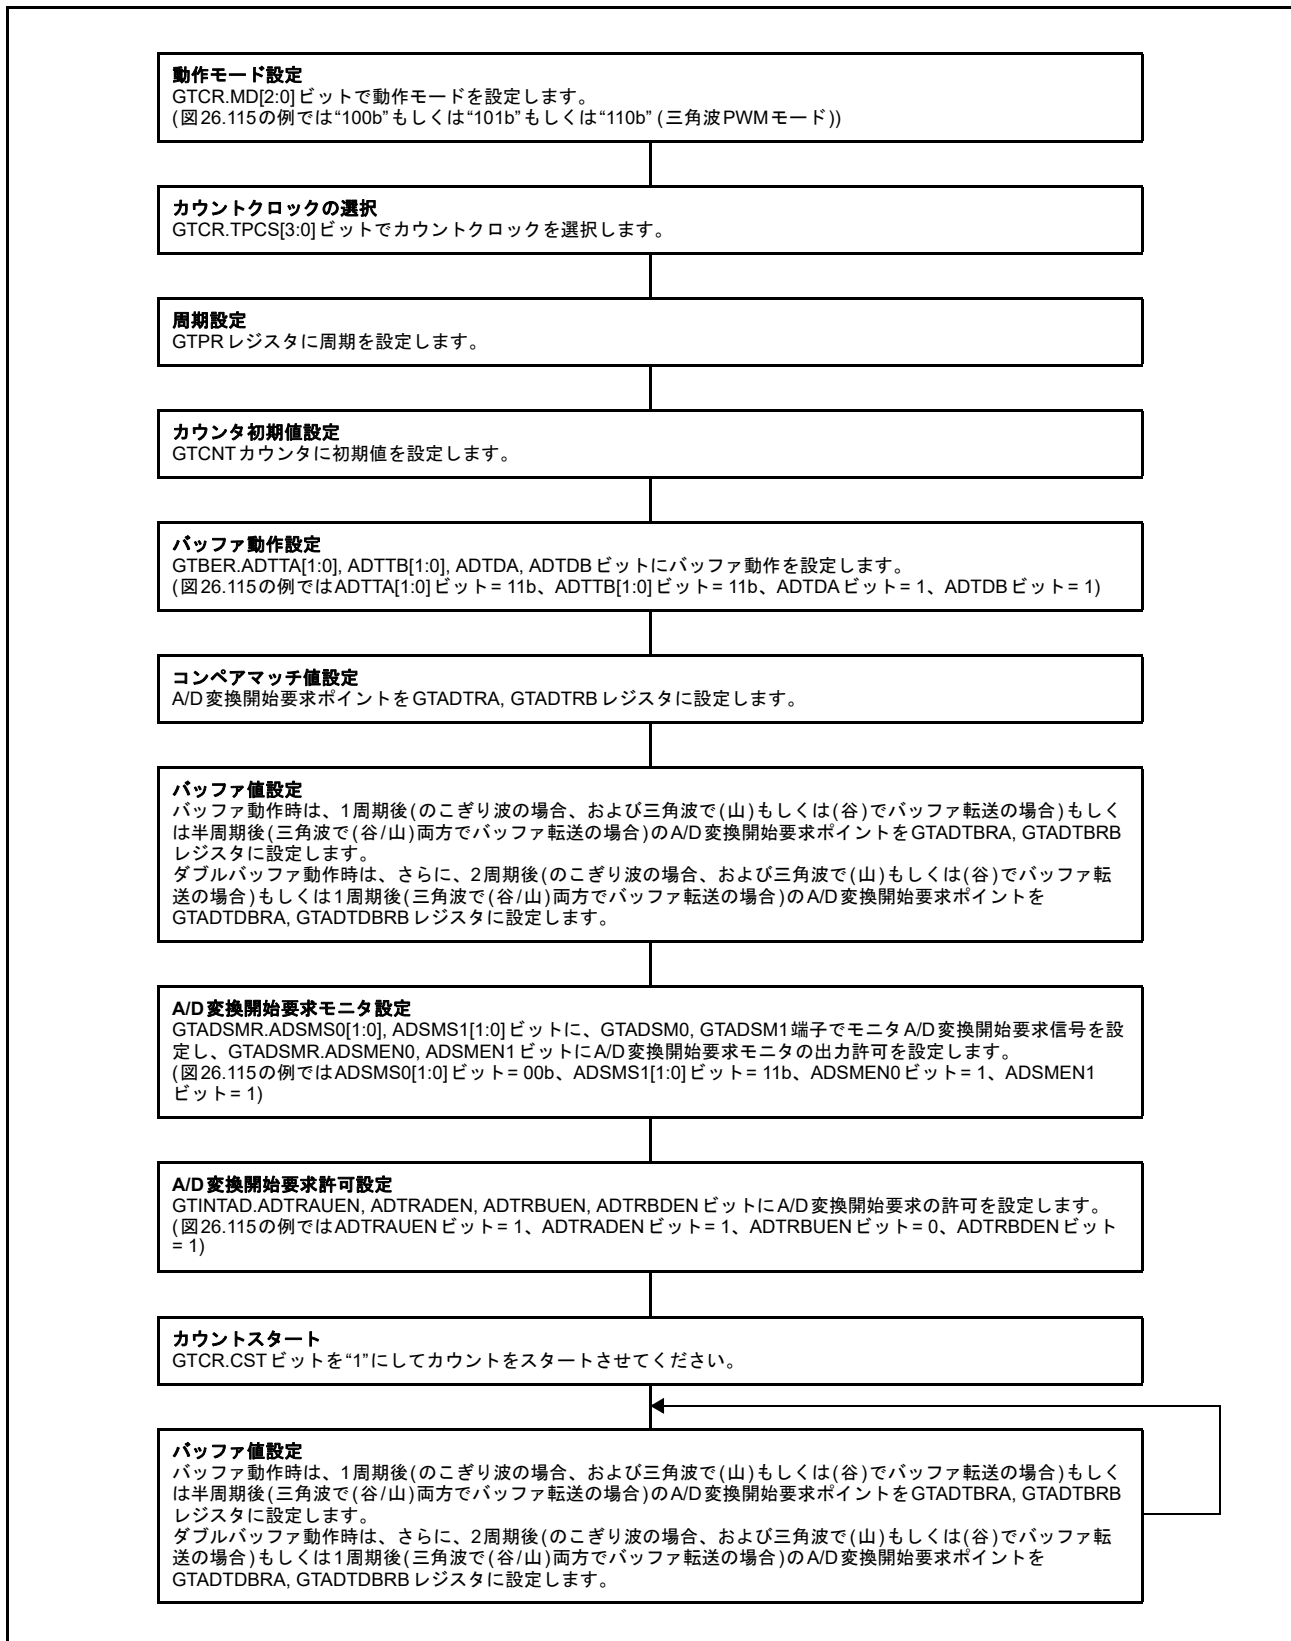 動作モード設定
GTCR.MD[2:0]ビットで動作モードを設定します。
(図26.115の例では“100b”もしくは“101b”もしくは“110b” (三角波PWMモード))
カウントクロックの選択
GTCR.TPCS[3:0]ビットでカウントクロックを選択します。
周期設定
GTPRレジスタに周期を設定します。
カウンタ初期値設定
GTCNTカウンタに初期値を設定します。
バッファ動作設定
GTBER.ADTTA[1:0], ADTTB[1:0], ADTDA, ADTDBビットにバッファ動作を設定します。
(図26.115の例ではADTTA[1:0]ビット= 11b、ADTTB[1:0]ビット= 11b、ADTDAビット= 1、ADTDBビット= 1)
コンペアマッチ値設定
A/D変換開始要求ポイントをGTADTRA, GTADTRBレジスタに設定します。
バッファ値設定
バッファ動作時は、1周期後(のこぎり波の場合、および三角波で(山)もしくは(谷)でバッファ転送の場合)もしく
は半周期後(三角波で(谷/山)両方でバッファ転送の場合)のA/D変換開始要求ポイントをGTADTBRA, GTADTBRB
レジスタに設定します。
ダブルバッファ動作時は、さらに、2周期後(のこぎり波の場合、および三角波で(山)もしくは(谷)でバッファ転
送の場合)もしくは1周期後(三角波で(谷/山)両方でバッファ転送の場合)のA/D変換開始要求ポイントを
GTADTDBRA, GTADTDBRBレジスタに設定します。
A/D変換開始要求モニタ設定
GTADSMR.ADSMS0[1:0], ADSMS1[1:0]ビットに、GTADSM0, GTADSM1端子でモニタA/D変換開始要求信号を設
定し、GTADSMR.ADSMEN0, ADSMEN1ビットにA/D変換開始要求モニタの出力許可を設定します。
(図26.115の例ではADSMS0[1:0]ビット= 00b、ADSMS1[1:0]ビット= 11b、ADSMEN0ビット= 1、ADSMEN1
ビット= 1)
A/D変換開始要求許可設定
GTINTAD.ADTRAUEN, ADTRADEN, ADTRBUEN, ADTRBDENビットにA/D変換開始要求の許可を設定します。
(図26.115の例ではADTRAUENビット= 1、ADTRADENビット= 1、ADTRBUENビット= 0、ADTRBDENビット
= 1)
カウントスタート
GTCR.CSTビットを“1”にしてカウントをスタートさせてください。
バッファ値設定
バッファ動作時は、1周期後(のこぎり波の場合、および三角波で(山)もしくは(谷)でバッファ転送の場合)もしく
は半周期後(三角波で(谷/山)両方でバッファ転送の場合)のA/D変換開始要求ポイントをGTADTBRA, GTADTBRB
レジスタに設定します。
ダブルバッファ動作時は、さらに、2周期後(のこぎり波の場合、および三角波で(山)もしくは(谷)でバッファ転
送の場合)もしくは1周期後(三角波で(谷/山)両方でバッファ転送の場合)のA/D変換開始要求ポイントを
GTADTDBRA, GTADTDBRBレジスタに設定します。